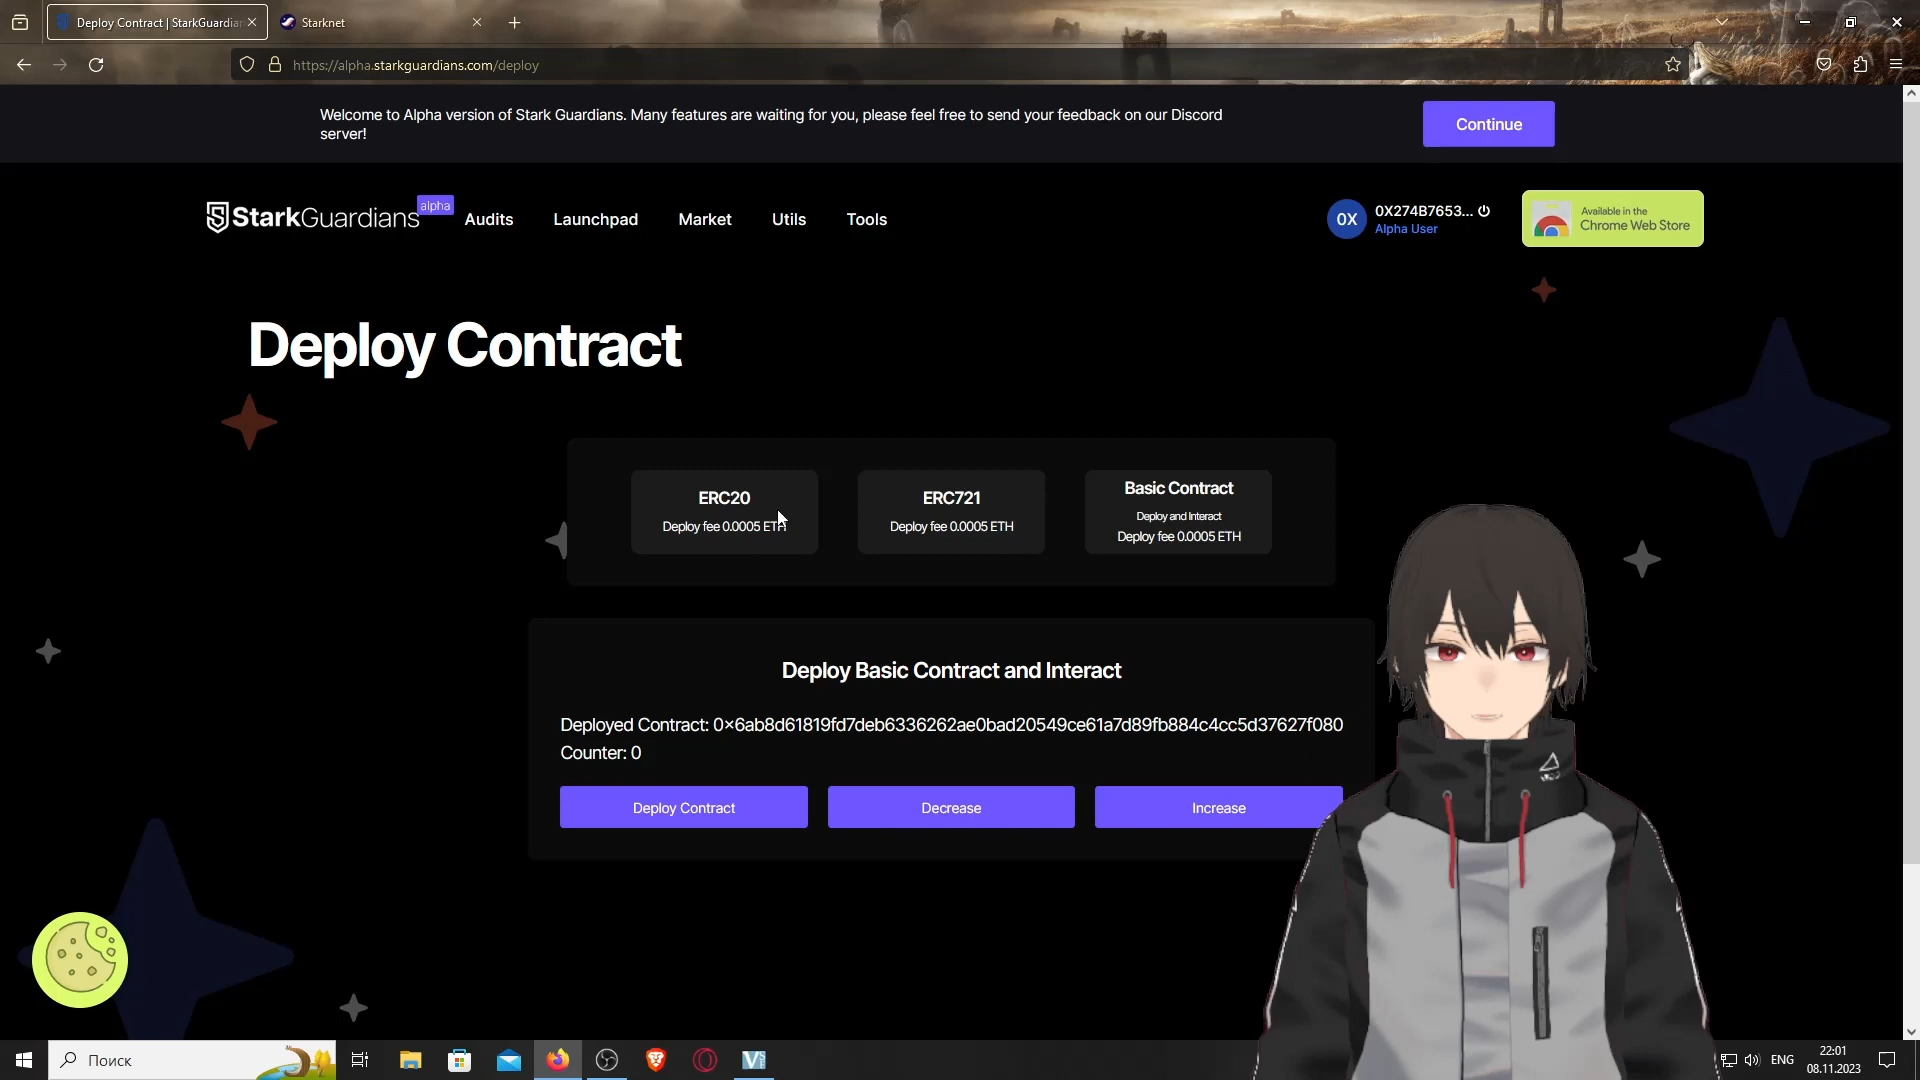 Deploy Contract | StarkGuardian
Starknet
https://alpha.starkguardians.com/deploy
Welcome to Alpha version of Stark Guardians. Many features are waiting for you, please feel free to send your feedback on our Discord
server!
Continue
StarkGuardians
alpha
Audits
Launchpad
Market
Utils
Tools
0X
0X274B7653...
Alpha User
Available in the
Chrome Web Store
Deploy Contract
ERC20
Deploy fee 0.0005 ETH
ERC721
Deploy fee 0.0005 ETH
Basic Contract
Deploy and Interact
Deploy fee 0.0005 ETH
Deploy Basic Contract and Interact
Deployed Contract: 0×6ab8d61819fd7deb6336262ae0bad20549ce61a7d89fb884c4cc5d37627f080
Counter: 0
Deploy Contract
Decrease
Increase
Поиск
ENG
22:01
08.11.2023